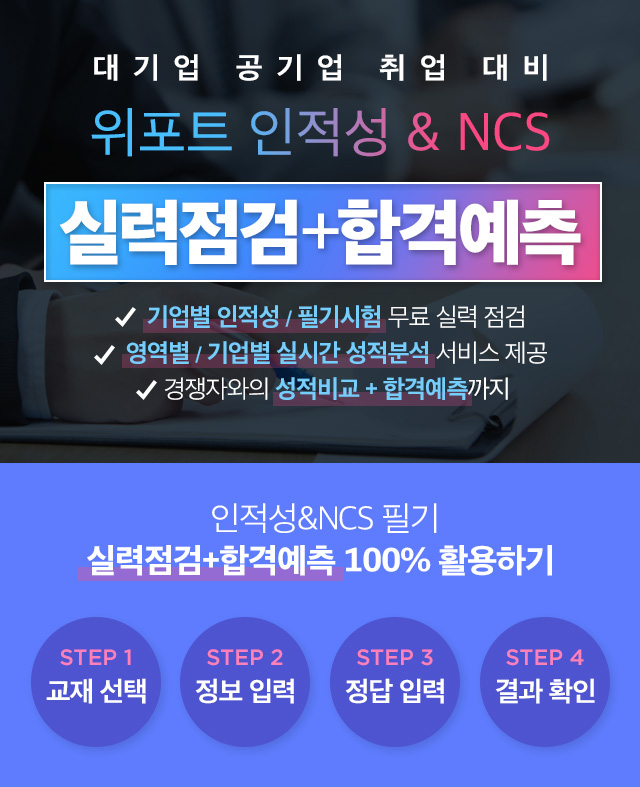 대기업 공기업 취업 대비
위포트 인적성 & NCS
실력점검+합격예측
기업별 인적성 / 필기시험 무료 실력 점검
영역별 / 기업별 실시간 성적분석 서비스 제공
경쟁자와의 성적비교 + 합격예측까지
인적성&NCS 필기
실력점검+합격예측 100% 활용하기
STEP 1
교재 선택
STEP 2
정보 입력
STEP 3
정답 입력
STEP 4
결과 확인